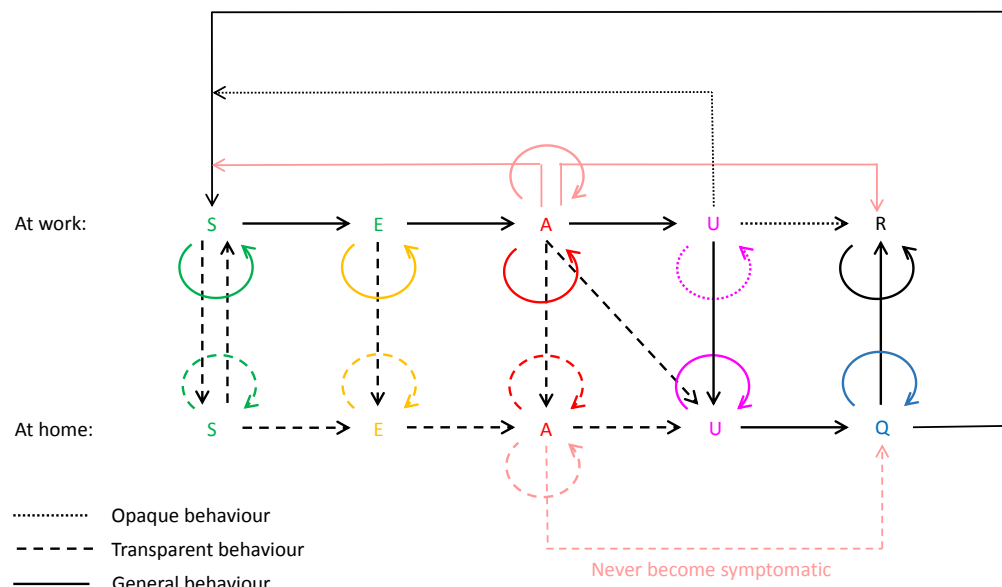 At work: S E A U R
At home: S E A U Q
Opaque behaviour
Transparent behaviour
General behaviour
Never become symptomatic